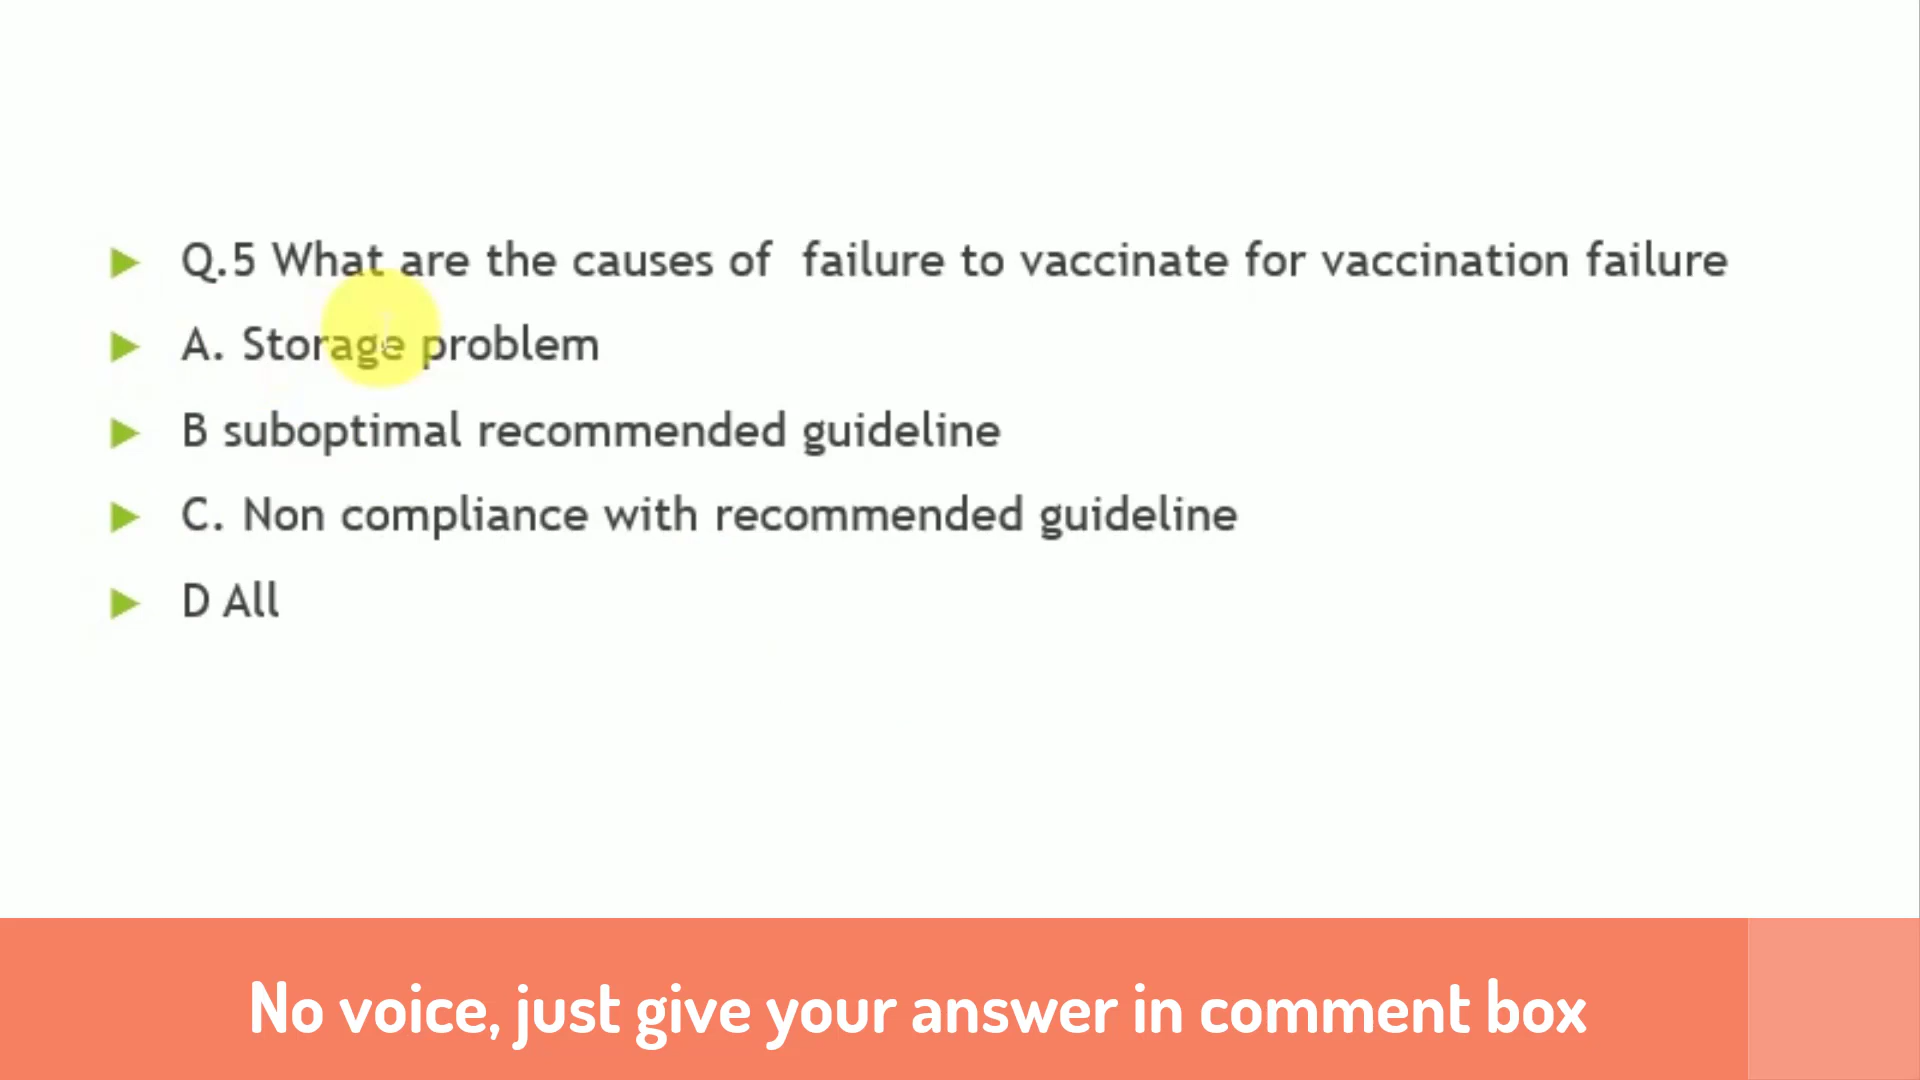 Q.5 What are the causes of failure to vaccinate for vaccination failure
A. Storage problem
B suboptimal recommended guideline
C. Non compliance with recommended guideline
D All
No voice, just give your answer in comment box